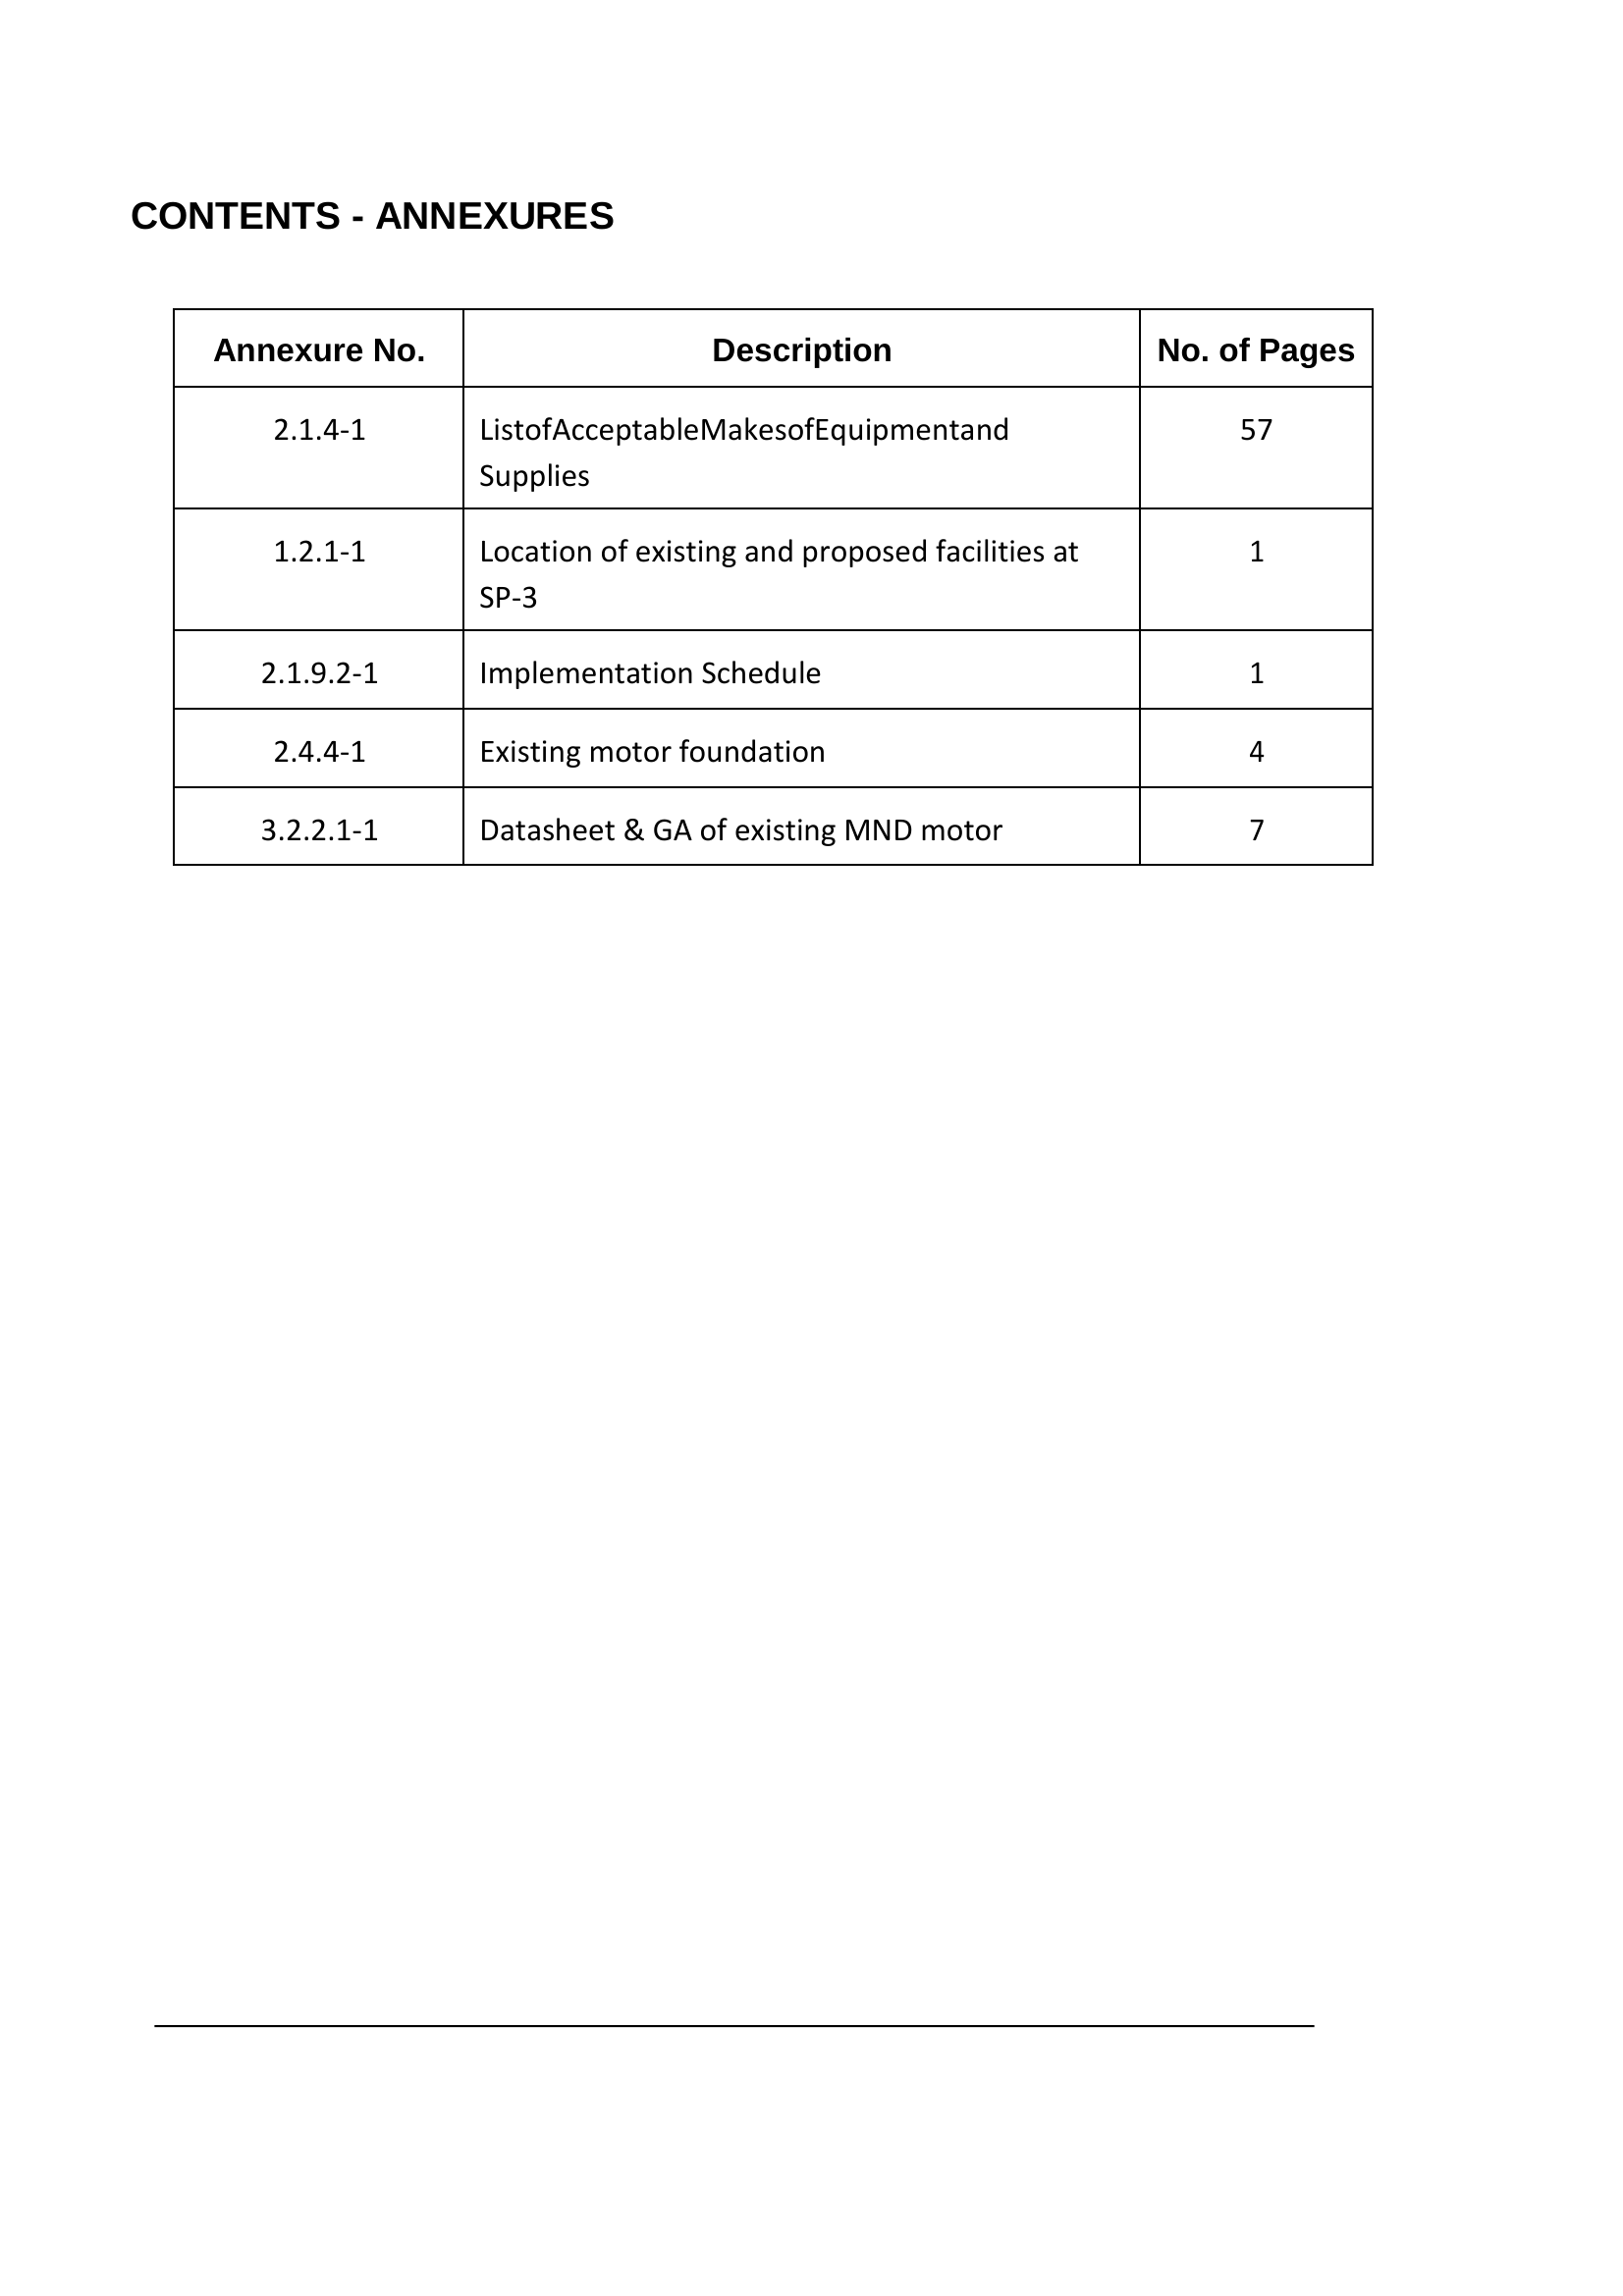 CONTENTS - ANNEXURES
Annexure No. Description No. of Pages
2.1.4-1 ListofAcceptableMakesofEquipmentand 57
Supplies
1.2.1-1 Location of existing and proposed facilities at 1
SP-3
2.1.9.2-1 Implementation Schedule 1
2.4.4-1 Existing motor foundation 4
3.2.2.1-1 Datasheet & GA of existing MND motor 7